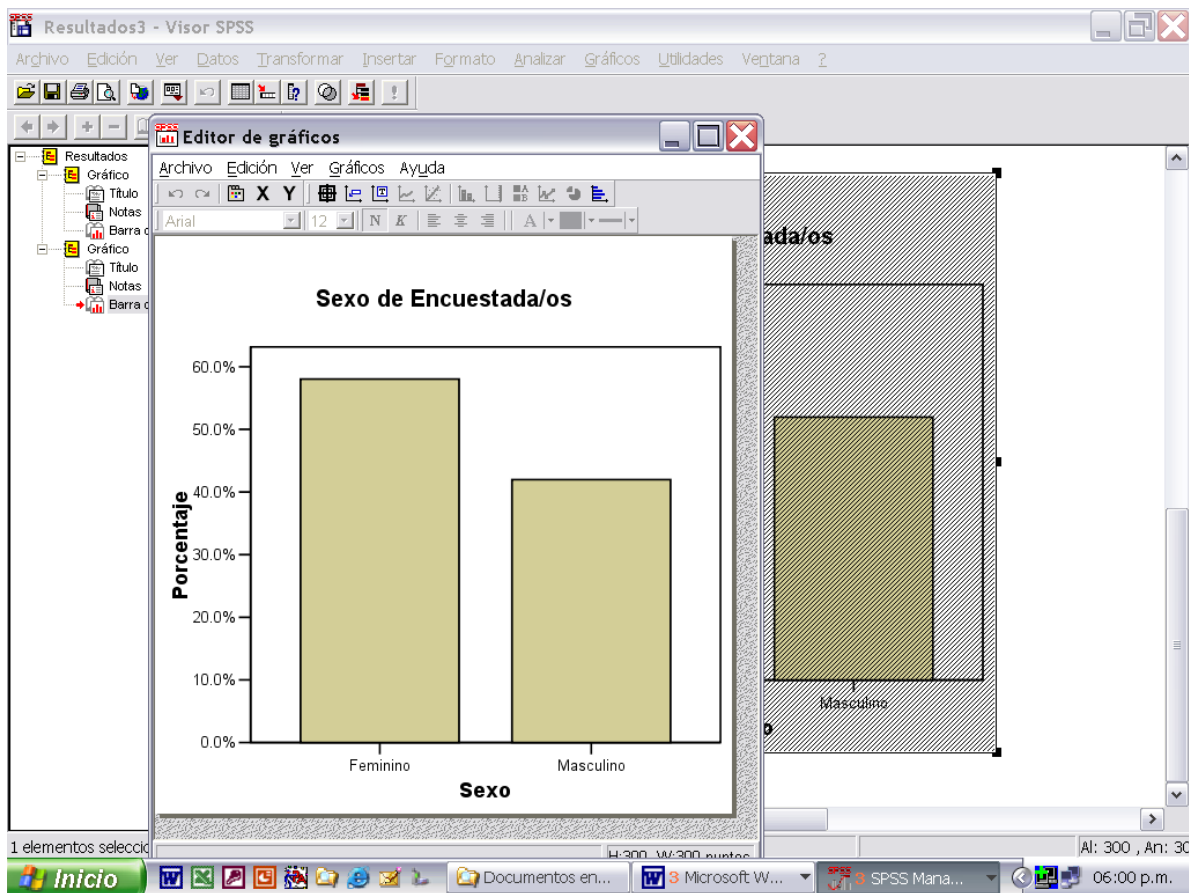 Resultados3 - Visor SPSS
Archivo Edición Ver Datos Transformar Insertar Formato Analizar Gráficos Utilidades Ventana ?
Resultados
Gráfico
Título
Notas
Barra
Gráfico
Título
Notas
Barra
Editor de gráficos
Archivo Edición Ver Gráficos Ayuda
X Y
Arial 12 N K A
Sexo de Encuestada/os
60.0%
50.0%
40.0%
30.0%
20.0%
10.0%
0.0%
Porcentaje
Feminino Masculino
Sexo
ada/os
Masculino
o
1 elementos selecci
H:300, W:300 puntos
Al: 300 , An: 30
Inicio
Documentos en...
3 Microsoft W...
3 SPSS Mana...
06:00 p.m.